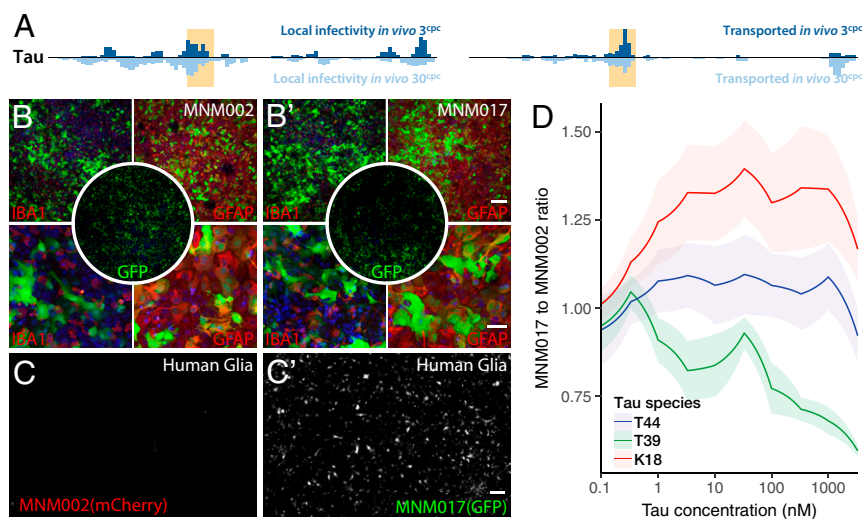 A
Tau
Local infectivity in vivo 3cpc
Local infectivity in vivo 30cpc
Transported in vivo 3cpc
Transported in vivo 30cpc
B
MNM002
IBA1
GFAP
GFP
IBA1
GFAP
B'
MNM017
IBA1
GFAP
GFP
IBA1
GFAP
C
Human Glia
MNM002(mCherry)
C'
Human Glia
MNM017(GFP)
D
MNM017 to MNM002 ratio
1.50
1.25
1.00
0.75
Tau species
T44
T39
K18
0.1 1 10 100 1000
Tau concentration (nM)